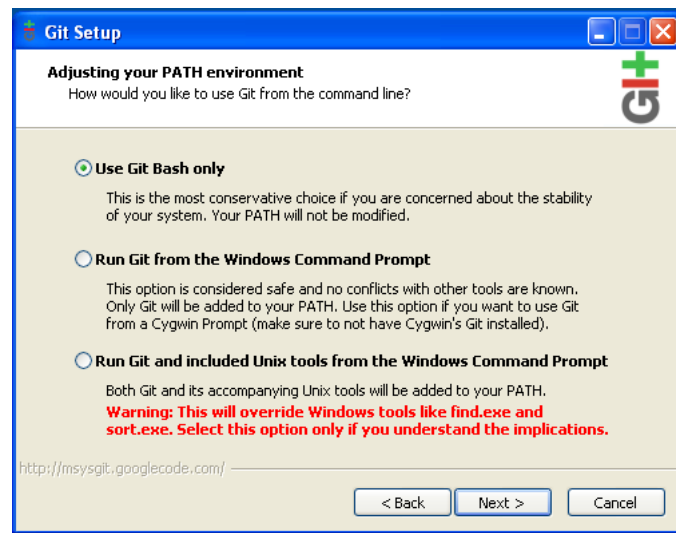 Git Setup
Adjusting your PATH environment
How would you like to use Git from the command line?
GIT
Use Git Bash only
This is the most conservative choice if you are concerned about the stability
of your system. Your PATH will not be modified.
Run Git from the Windows Command Prompt
This option is considered safe and no conflicts with other tools are known.
Only Git will be added to your PATH. Use this option if you want to use Git
from a Cygwin Prompt (make sure to not have Cygwin's Git installed).
Run Git and included Unix tools from the Windows Command Prompt
Both Git and its accompanying Unix tools will be added to your PATH.
Warning: This will override Windows tools like find.exe and
sort.exe. Select this option only if you understand the implications.
http://msysgit.googlecode.com/
< Back Next > Cancel